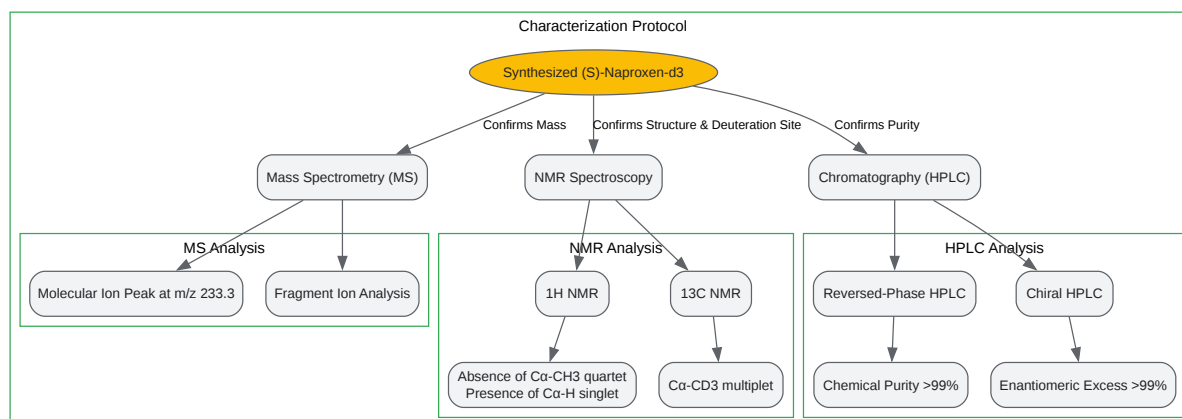 Characterization Protocol
Synthesized (S)-Naproxen-d3
Confirms Mass
Confirms Structure & Deuteration Site
Confirms Purity
Mass Spectrometry (MS)
NMR Spectroscopy
Chromatography (HPLC)
MS Analysis
NMR Analysis
HPLC Analysis
Molecular Ion Peak at m/z 233.3
Fragment Ion Analysis
1H NMR
13C NMR
Reversed-Phase HPLC
Chiral HPLC
Absence of Cα-CH3 quartet
Presence of Cα-H singlet
Cα-CD3 multiplet
Chemical Purity >99%
Enantiomeric Excess >99%